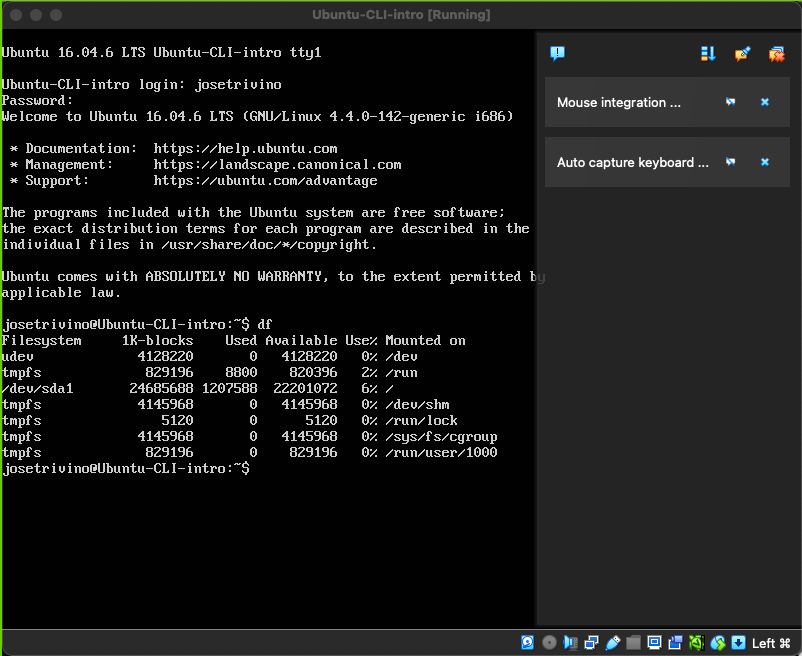 Ubuntu-CLI-intro [Running]
Ubuntu 16.04.6 LTS Ubuntu-CLI-intro tty1
Ubuntu-CLI-intro login: josetrivino
Password:
Welcome to Ubuntu 16.04.6 LTS (GNU/Linux 4.4.0-142-generic i686)
* Documentation:  https://help.ubuntu.com
* Management:     https://landscape.canonical.com
* Support:        https://ubuntu.com/advantage
The programs included with the Ubuntu system are free software;
the exact distribution terms for each program are described in the
individual files in /usr/share/doc/*/copyright.
Ubuntu comes with ABSOLUTELY NO WARRANTY, to the extent permitted by
applicable law.
josetrivino@Ubuntu-CLI-intro:~$ df
Filesystem     1K-blocks    Used Available Use% Mounted on
udev             4128220       0   4128220   0% /dev
tmpfs             829196    8800    820396   2% /run
/dev/sda1       24685688 1207588  22201072   6% /
tmpfs            4145968       0   4145968   0% /dev/shm
tmpfs               5120       0      5120   0% /run/lock
tmpfs            4145968       0   4145968   0% /sys/fs/cgroup
tmpfs             829196       0    829196   0% /run/user/1000
josetrivino@Ubuntu-CLI-intro:~$
Mouse integration ...
Auto capture keyboard ...
Left ⌘